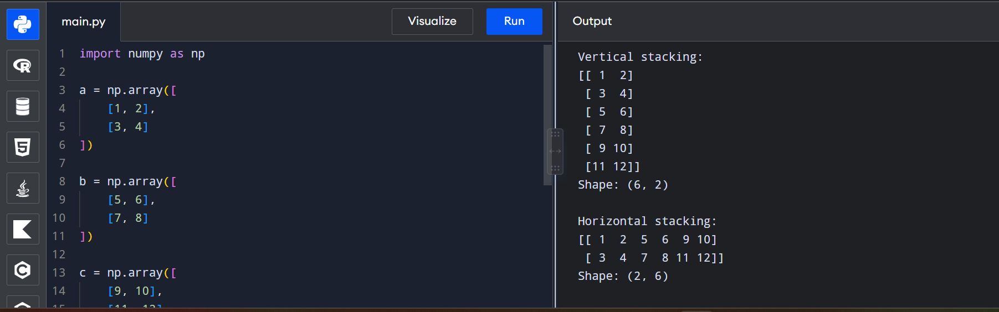 main.py
Visualize
Run
Output
1 import numpy as np
2
3 a = np.array([
4     [1, 2],
5     [3, 4]
6 ])
7
8 b = np.array([
9     [5, 6],
10     [7, 8]
11 ])
12
13 c = np.array([
14     [9, 10],
15     [11, 12]
Vertical stacking:
[[ 1  2]
 [ 3  4]
 [ 5  6]
 [ 7  8]
 [ 9 10]
 [11 12]]
Shape: (6, 2)

Horizontal stacking:
[[ 1  2  5  6  9 10]
 [ 3  4  7  8 11 12]]
Shape: (2, 6)